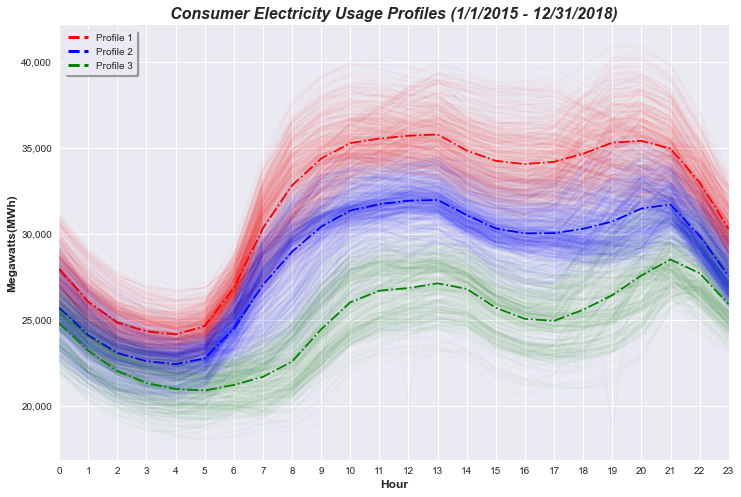 Consumer Electricity Usage Profiles (1/1/2015 - 12/31/2018)
Profile 1
Profile 2
Profile 3
40,000
35,000
30,000
25,000
20,000
Megawatts(MWh)
0 1 2 3 4 5 6 7 8 9 10 11 12 13 14 15 16 17 18 19 20 21 22 23
Hour